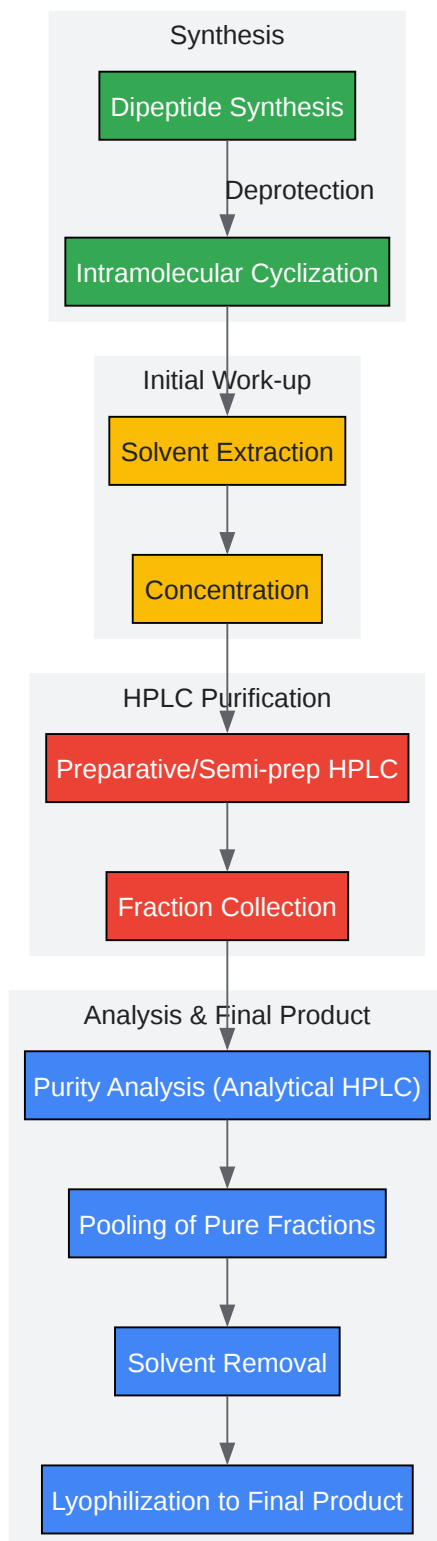 Synthesis
Dipeptide Synthesis
Deprotection
Intramolecular Cyclization
Initial Work-up
Solvent Extraction
Concentration
HPLC Purification
Preparative/Semi-prep HPLC
Fraction Collection
Analysis & Final Product
Purity Analysis (Analytical HPLC)
Pooling of Pure Fractions
Solvent Removal
Lyophilization to Final Product